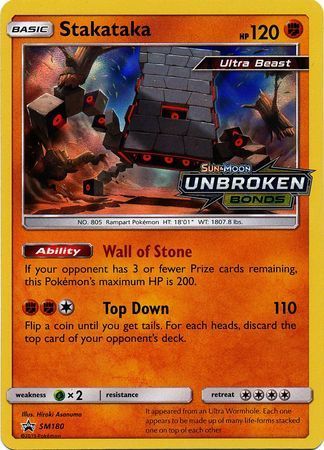 BASIC Stakataka HP 120
Ultra Beast
SUN & MOON
UNBROKEN
BONDS
NO. 805 Rampart Pokémon HT: 18'01" WT: 1807.8 lbs.
Ability Wall of Stone
If your opponent has 3 or fewer Prize cards remaining,
this Pokémon's maximum HP is 200.
Top Down 110
Flip a coin until you get tails. For each heads, discard the
top card of your opponent's deck.
weakness ×2 resistance retreat
Illus. Hiroki Asanuma
SM180
©2019 Pokémon
It appeared from an Ultra Wormhole. Each one
appears to be made up of many life-forms stacked
one on top of each other.